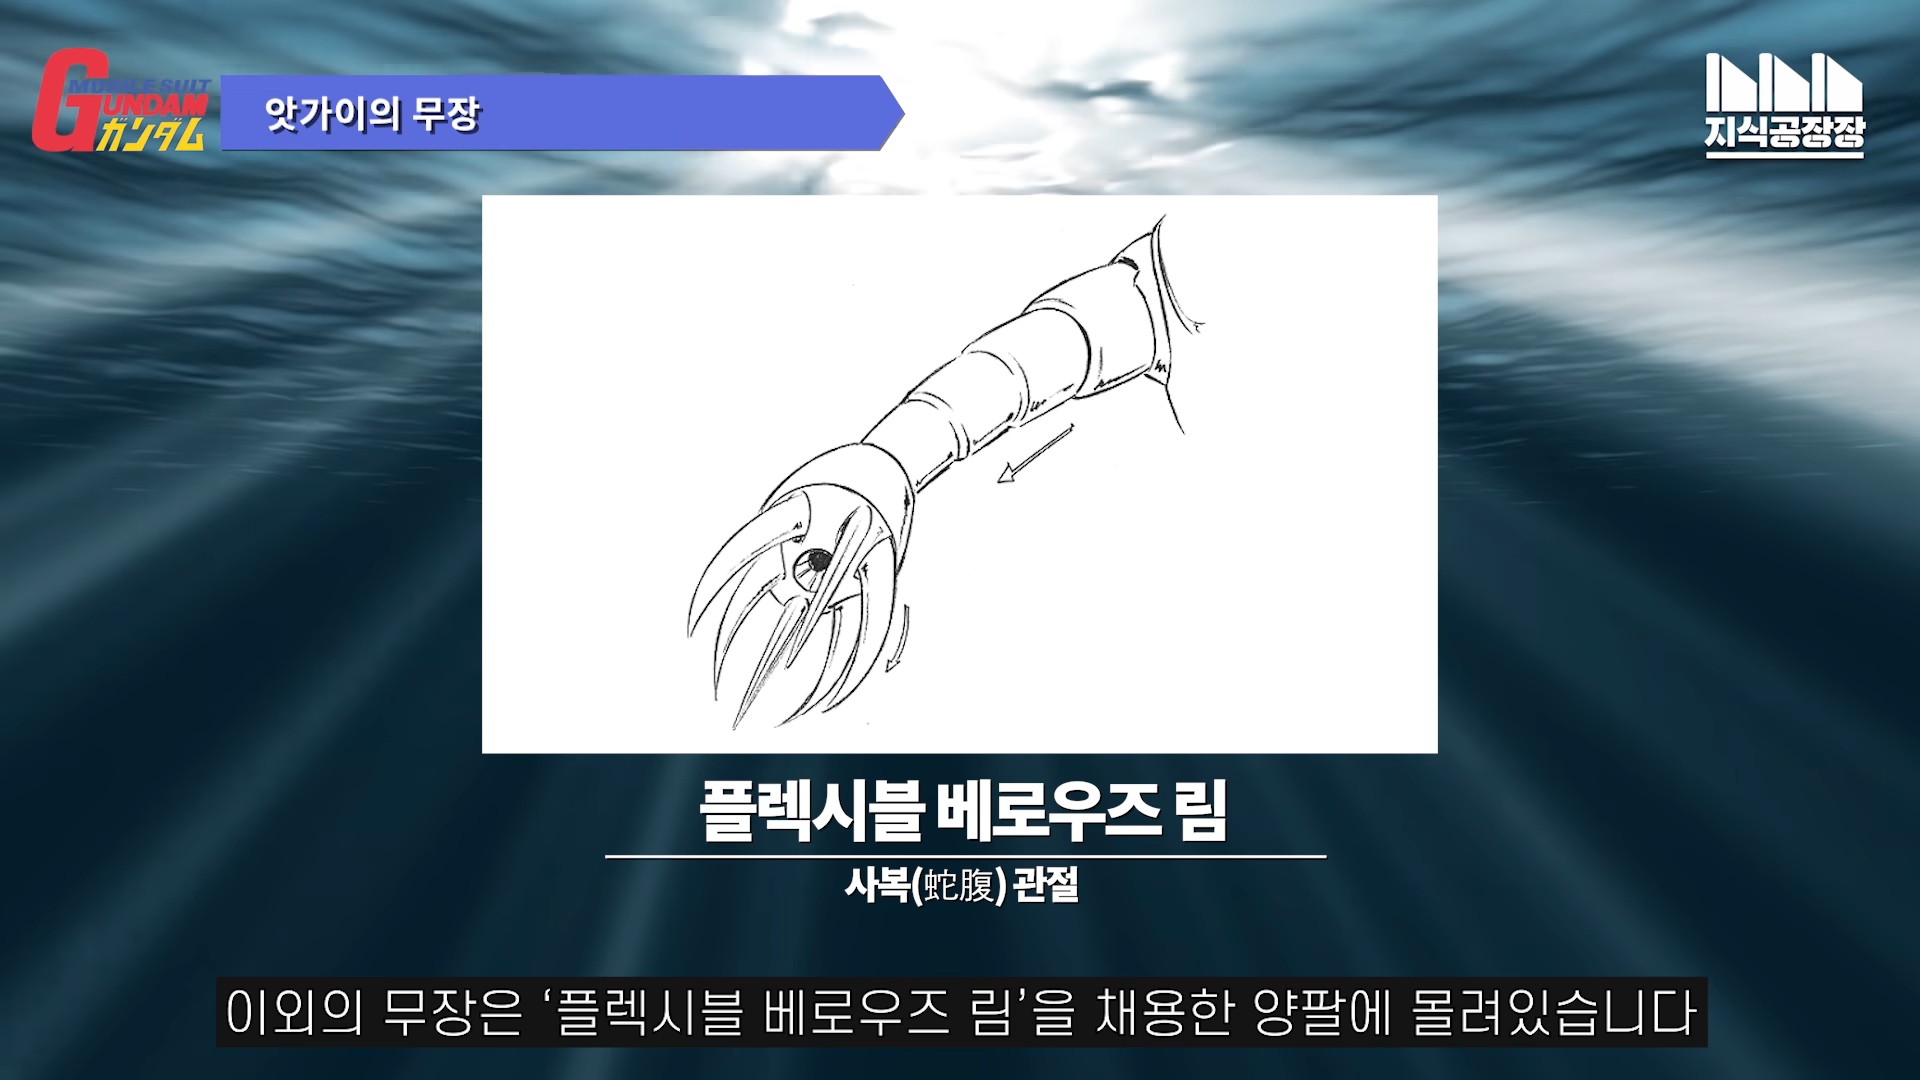 MOBILE SUIT
GUNDAM
ガンダム
앗가이의 무장
지식공장장
플렉시블 베로우즈 림
사복(蛇腹) 관절
이외의 무장은 ‘플렉시블 베로우즈 림’을 채용한 양팔에 몰려있습니다